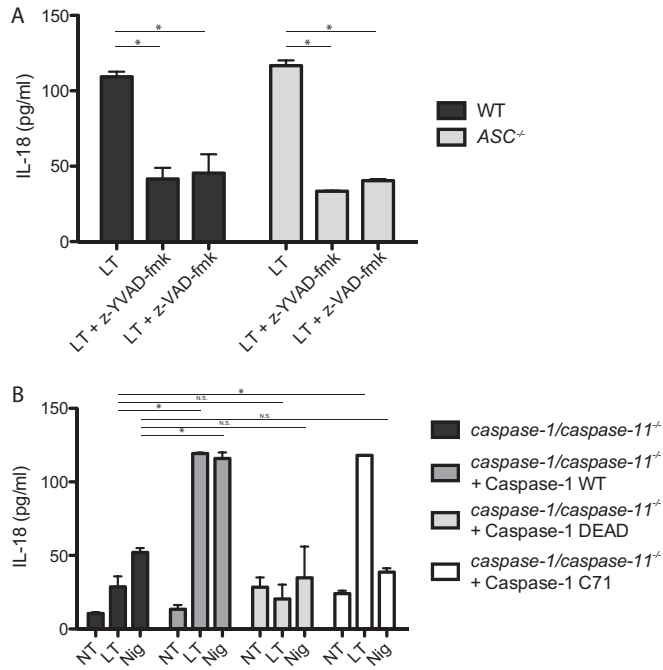 A
*
*
*
*
IL-18 (pg/ml)
150
100
50
0
LT
LT + z-YVAD-fmk
LT + z-VAD-fmk
LT
LT + z-YVAD-fmk
LT + z-VAD-fmk
WT
ASC-/-
B
*
N.S.
*
N.S.
N.S.
*
IL-18 (pg/ml)
150
100
50
0
NT
LT
Nig
NT
LT
Nig
NT
LT
Nig
NT
LT
Nig
caspase-1/caspase-11-/-
caspase-1/caspase-11-/-
+ Caspase-1 WT
caspase-1/caspase-11-/-
+ Caspase-1 DEAD
caspase-1/caspase-11-/-
+ Caspase-1 C71